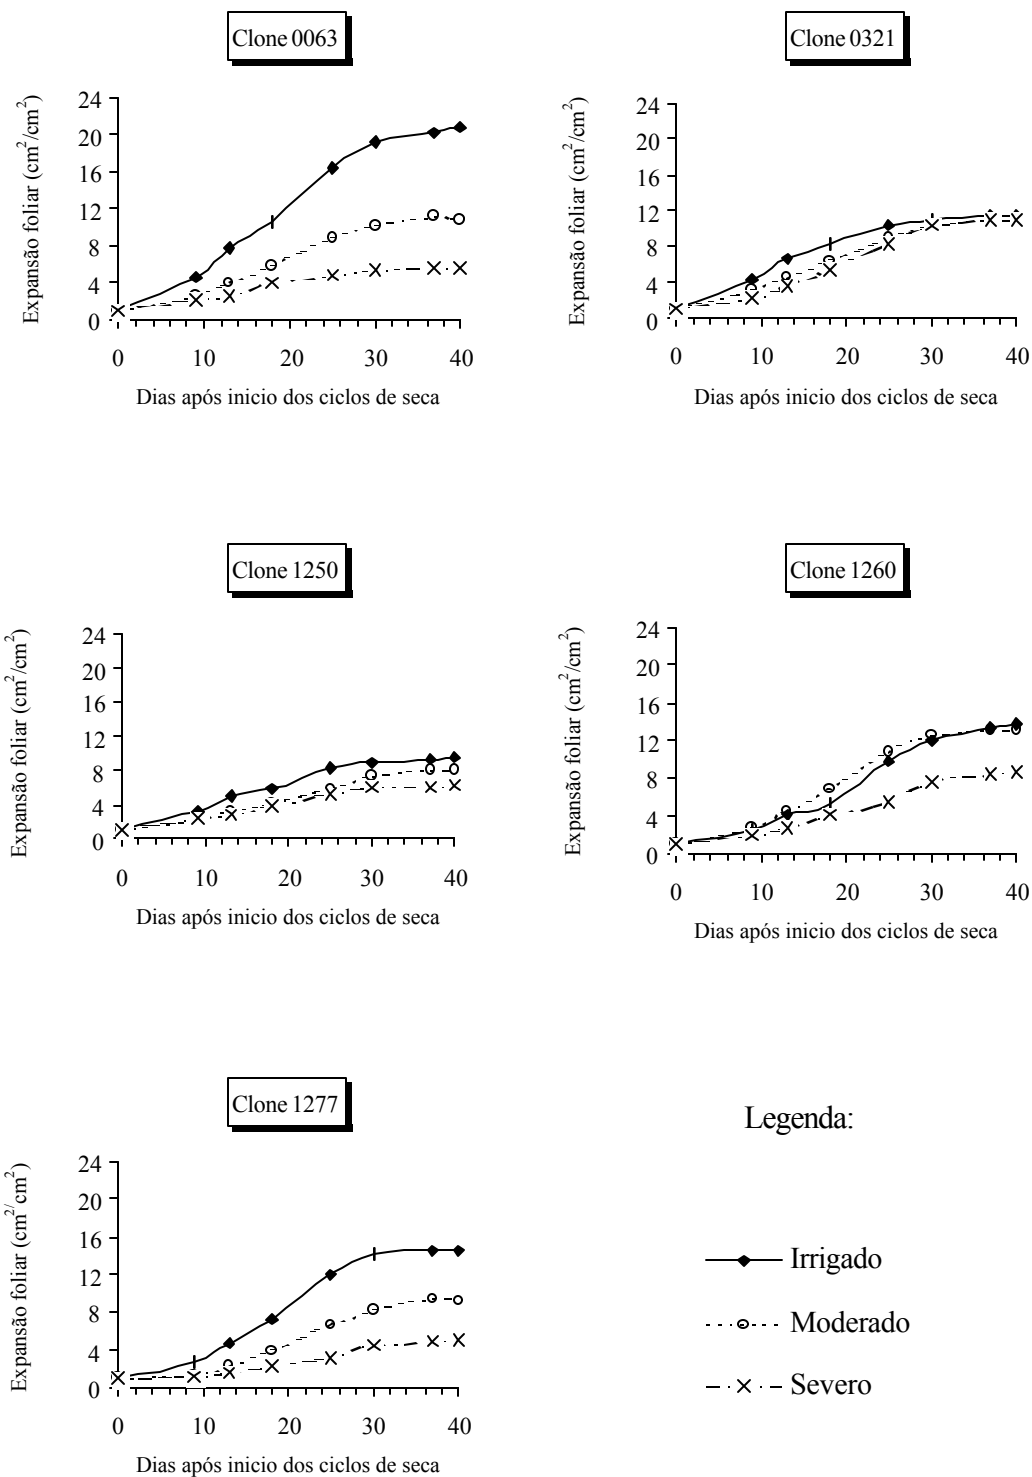 Clone 0063
Expansão foliar (cm²/cm²)
24
20
16
12
8
4
0
0 10 20 30 40
Dias após inicio dos ciclos de seca
Clone 0321
Expansão foliar (cm²/cm²)
24
20
16
12
8
4
0
0 10 20 30 40
Dias após inicio dos ciclos de seca
Clone 1250
Expansão foliar (cm²/cm²)
24
20
16
12
8
4
0
0 10 20 30 40
Dias após inicio dos ciclos de seca
Clone 1260
Expansão foliar (cm²/cm²)
24
20
16
12
8
4
0
0 10 20 30 40
Dias após inicio dos ciclos de seca
Clone 1277
Expansão foliar (cm²/cm²)
24
20
16
12
8
4
0
0 10 20 30 40
Dias após inicio dos ciclos de seca
Legenda:
Irrigado
Moderado
Severo